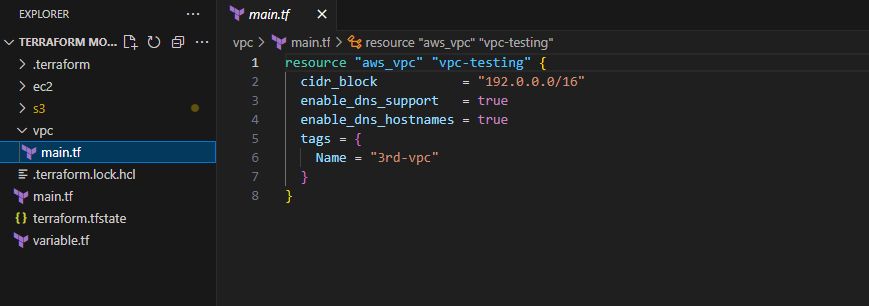 EXPLORER
...
TERRAFORM MO...
.terraform
ec2
s3
vpc
main.tf
.terraform.lock.hcl
main.tf
terraform.tfstate
variable.tf
main.tf
vpc > main.tf > resource "aws_vpc" "vpc-testing"
1 resource "aws_vpc" "vpc-testing" {
2 cidr_block = "192.0.0.0/16"
3 enable_dns_support = true
4 enable_dns_hostnames = true
5 tags = {
6 Name = "3rd-vpc"
7 }
8 }